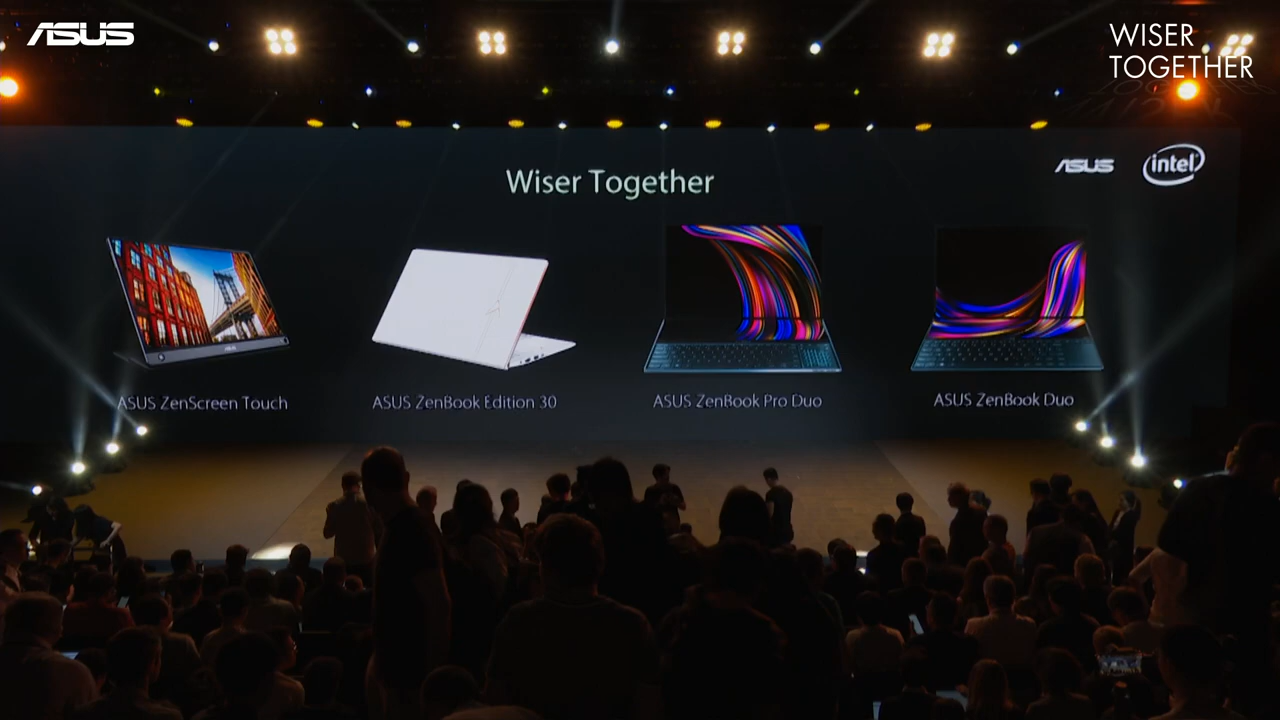 ASUS
WISER
TOGETHER
ASUS
intel
Wiser Together
ASUS ZenScreen Touch
ASUS ZenBook Edition 30
ASUS ZenBook Pro Duo
ASUS ZenBook Duo